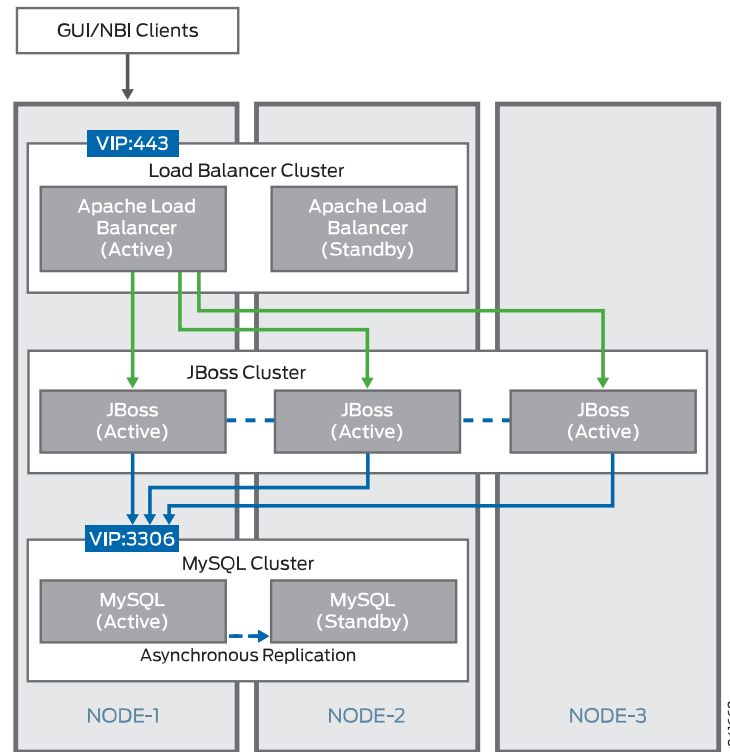 GUI/NBI Clients
VIP:443
Load Balancer Cluster
Apache Load
Balancer
(Active)
Apache Load
Balancer
(Standby)
JBoss Cluster
JBoss
(Active)
JBoss
(Active)
JBoss
(Active)
VIP:3306
MySQL Cluster
MySQL
(Active)
MySQL
(Standby)
Asynchronous Replication
NODE-1
NODE-2
NODE-3